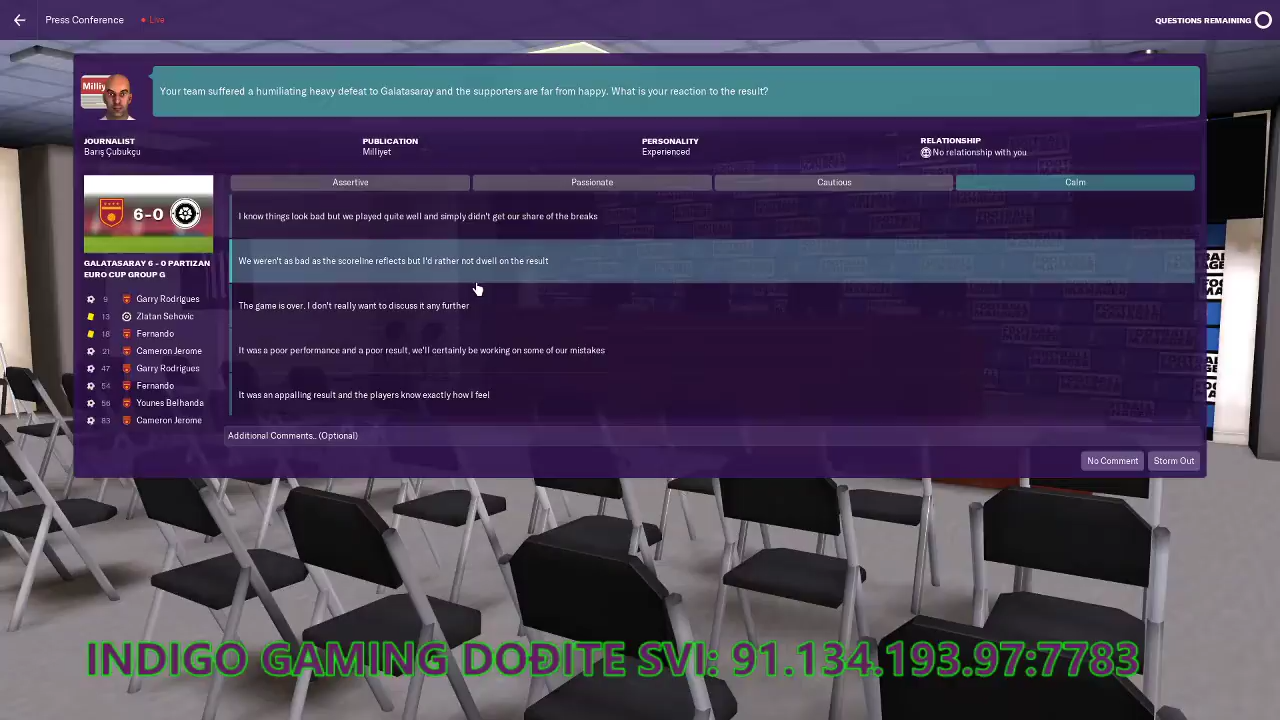 Press Conference
Live
QUESTIONS REMAINING
Milliy
Your team suffered a humiliating heavy defeat to Galatasaray and the supporters are far from happy. What is your reaction to the result?
JOURNALIST
Barış Çubukçu
PUBLICATION
Milliyet
PERSONALITY
Experienced
RELATIONSHIP
No relationship with you
6-0
GALATASARAY 6 - 0 PARTIZAN
EURO CUP GROUP G
9 Garry Rodrigues
13 Zlatan Sehovic
18 Fernando
21 Cameron Jerome
47 Garry Rodrigues
54 Fernando
56 Younes Belhanda
83 Cameron Jerome
Assertive
Passionate
Cautious
Calm
I know things look bad but we played quite well and simply didn't get our share of the breaks
We weren't as bad as the scoreline reflects but I'd rather not dwell on the result
The game is over. I don't really want to discuss it any further
It was a poor performance and a poor result, we'll certainly be working on some of our mistakes
It was an appalling result and the players know exactly how I feel
Additional Comments.. (Optional)
No Comment
Storm Out
INDIGO GAMING DOĐITE SVI: 91.134.193.97:7783